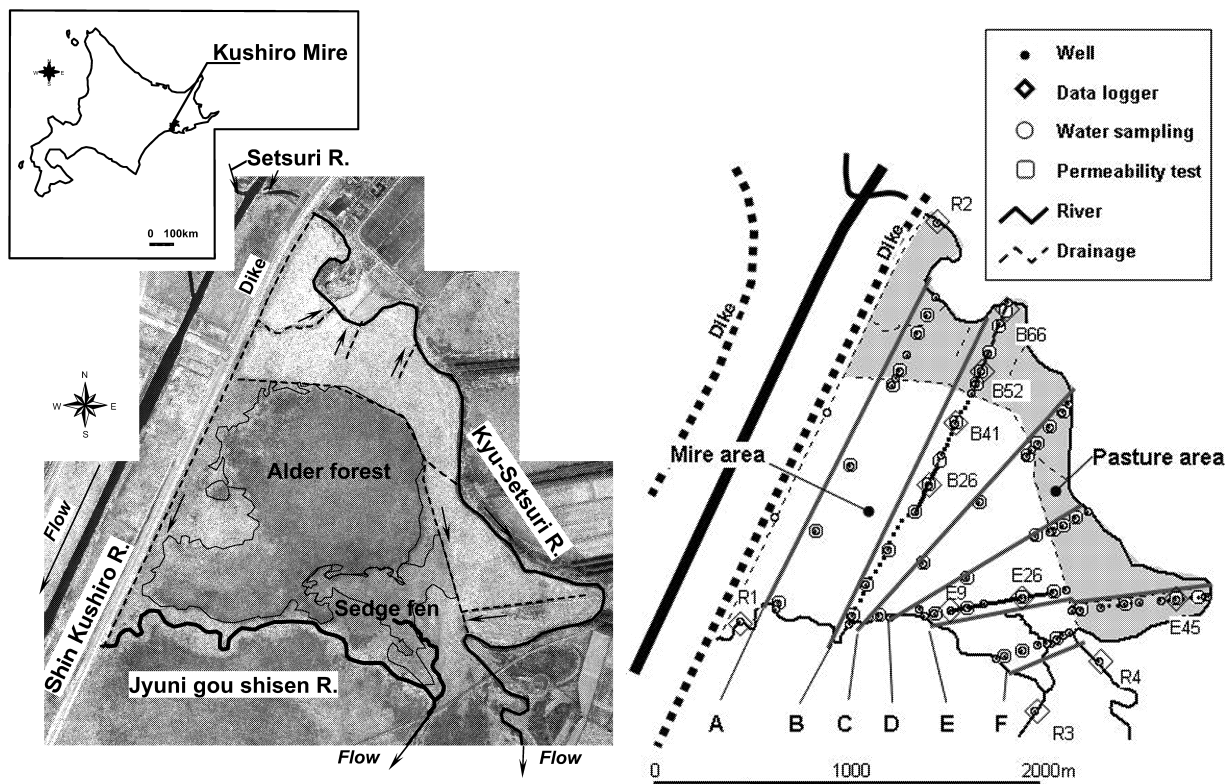 Kushiro Mire
W
N
E
S
0 100km
Setsuri R.
Dike
N
W
E
S
Alder forest
Kyu-Setsuri R.
Flow
Shin Kushiro R.
Sedge fen
Jyuni gou shisen R.
Flow
Flow
Well
Data logger
Water sampling
Permeability test
River
Drainage
R2
Dike
Dike
B66
B52
B41
Mire area
Pasture area
B26
E26
R1
E9
E45
R4
A
B
C
D
E
F
R3
0
1000
2000m